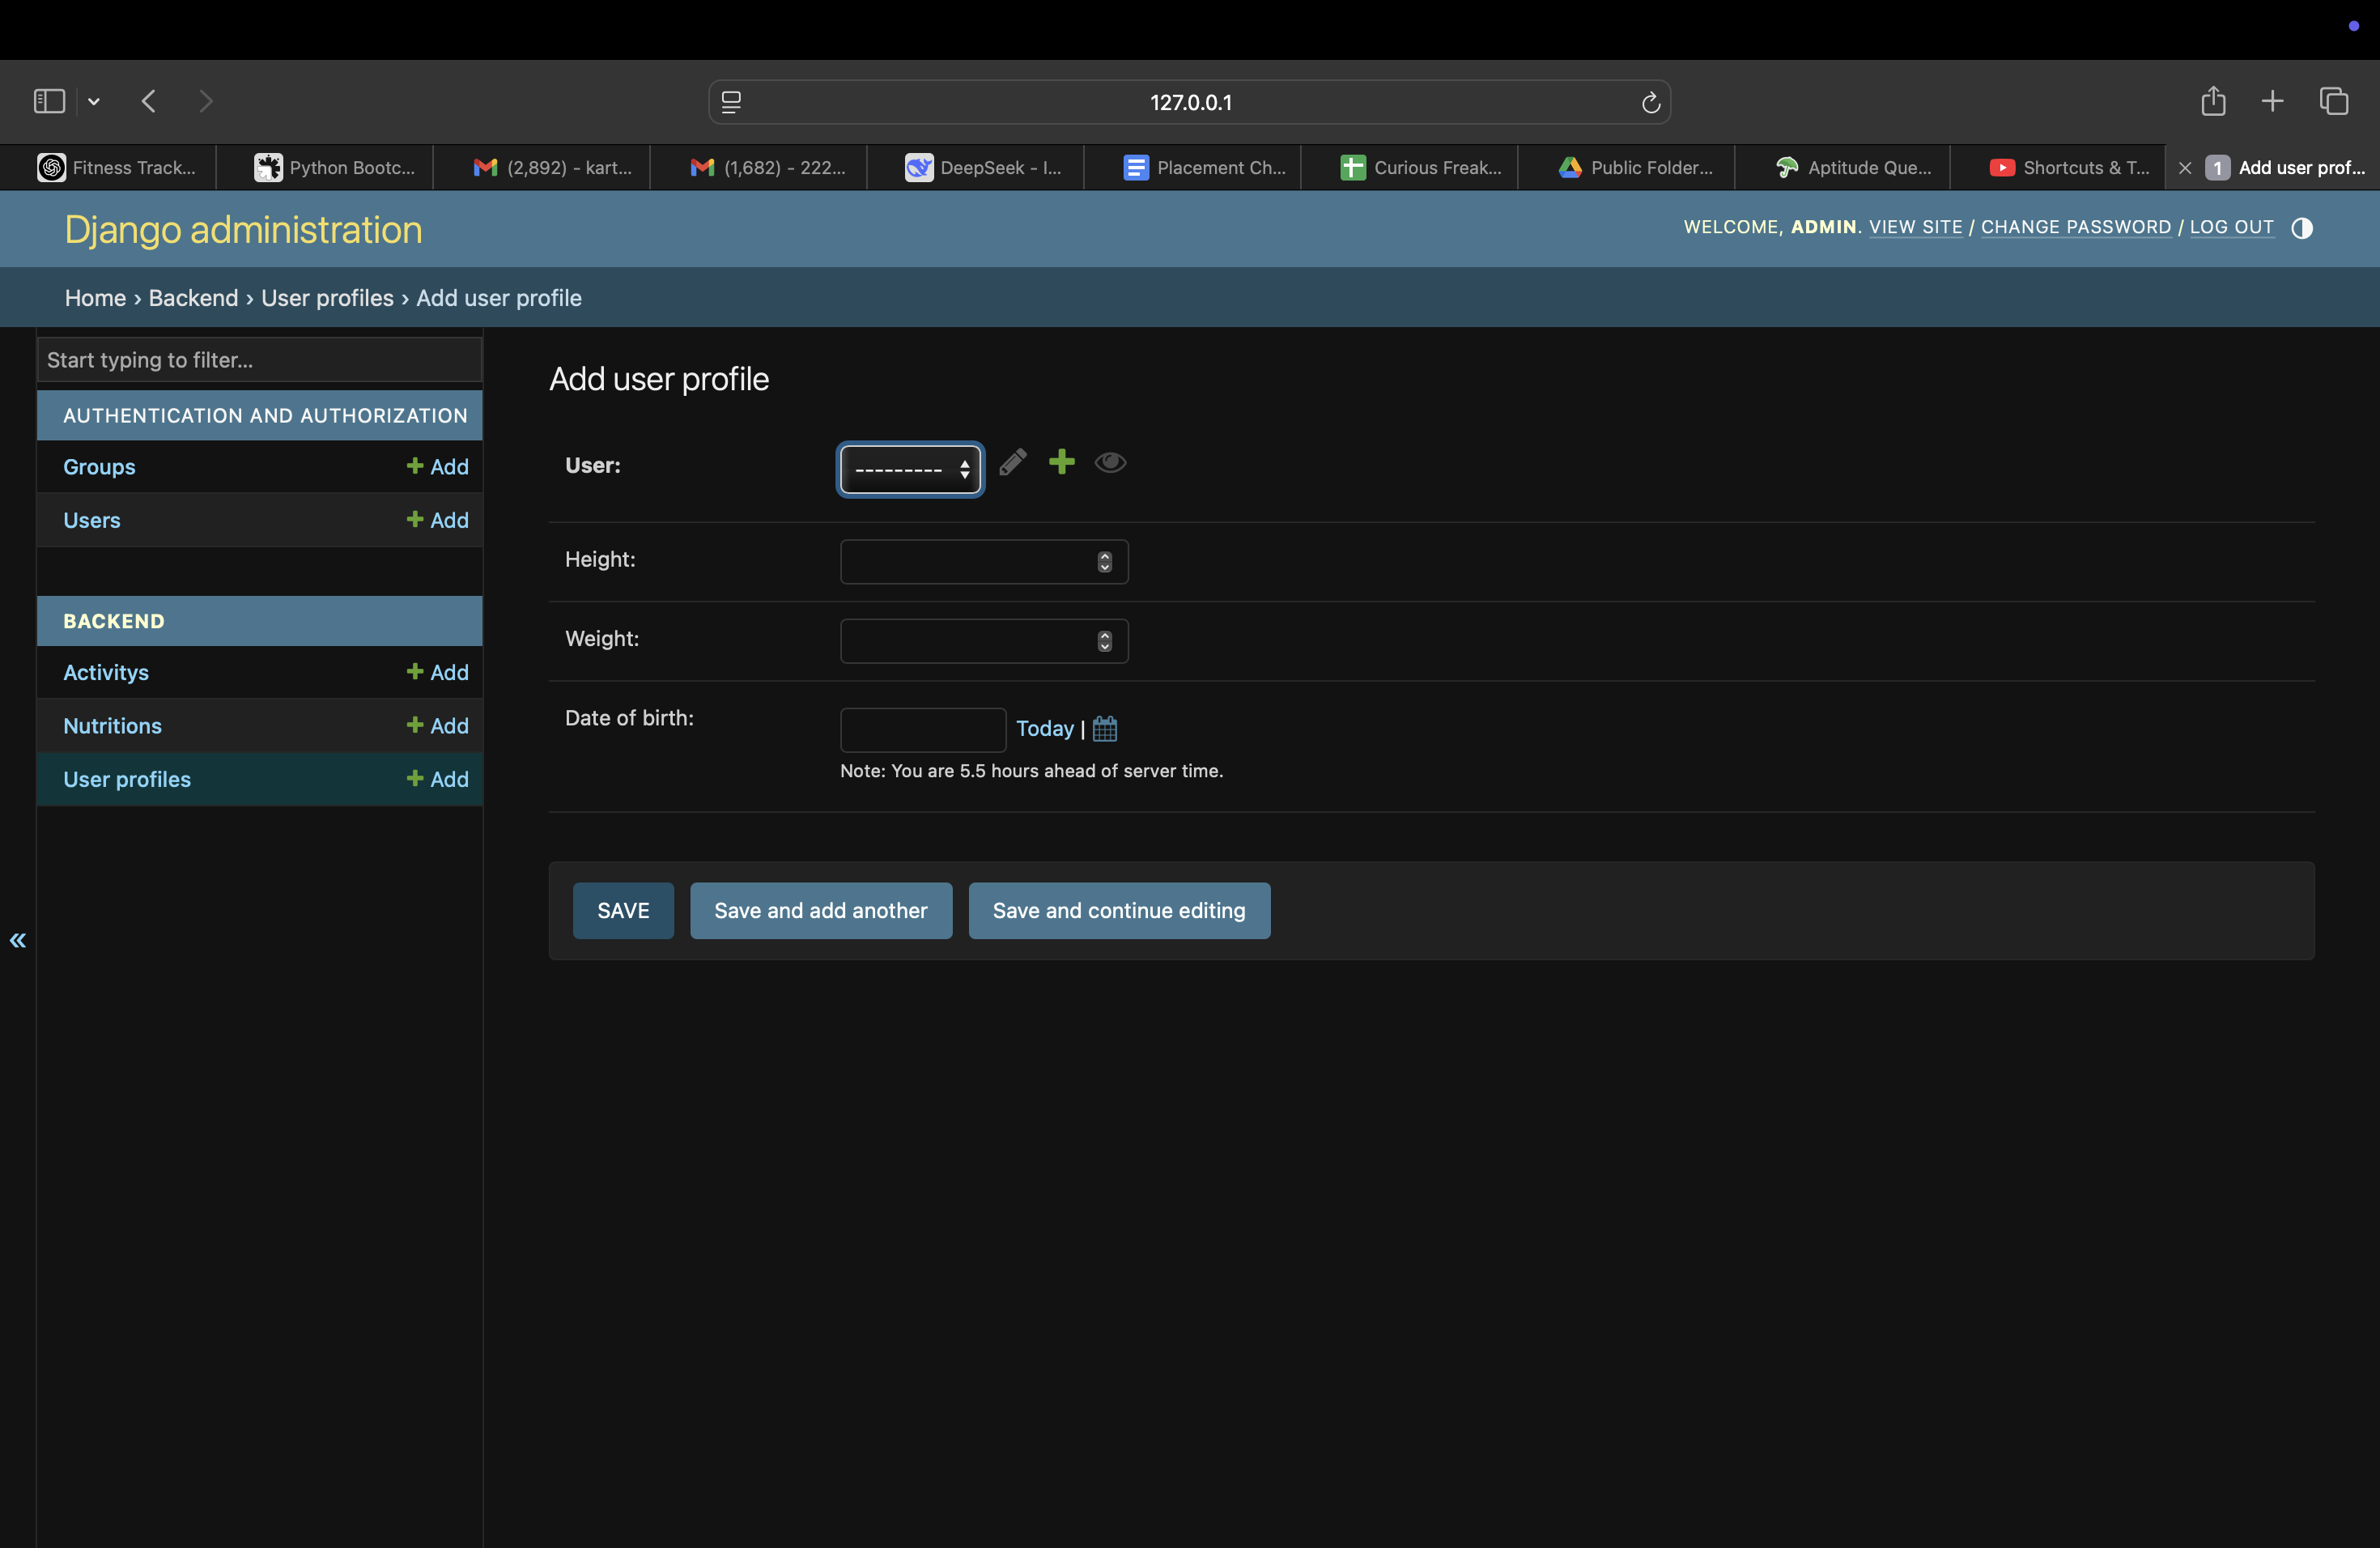 127.0.0.1
Fitness Track...
Python Bootc...
(2,892) - kart...
(1,682) - 222...
DeepSeek - I...
Placement Ch...
Curious Freak...
Public Folder...
Aptitude Que...
Shortcuts & T...
1 Add user prof...
Django administration
WELCOME, ADMIN. VIEW SITE / CHANGE PASSWORD / LOG OUT
Home › Backend › User profiles › Add user profile
Start typing to filter...
AUTHENTICATION AND AUTHORIZATION
Groups + Add
Users + Add
BACKEND
Activitys + Add
Nutritions + Add
User profiles + Add
«
Add user profile
User: ---------
Height:
Weight:
Date of birth: Today |
Note: You are 5.5 hours ahead of server time.
SAVE Save and add another Save and continue editing